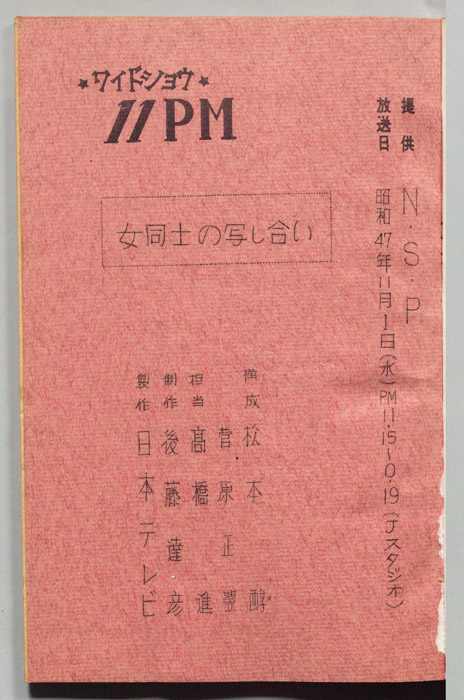 ★ワイドショウ★
11PM
提供 N・S・P
放送日 昭和47年11月1日(水)PM11.15~0.19(Jスタジオ)
女同士の写し合い
構成 松本 醇
菅原正豊
担当 高橋 進
制作 後藤達彦
製作 日本テレビ